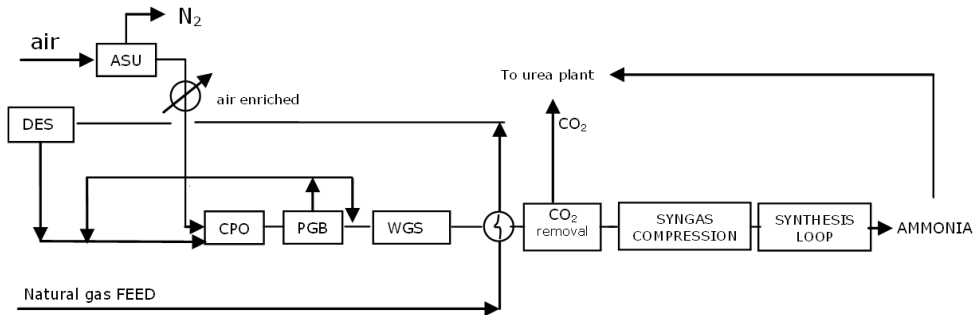 N₂
air
ASU
To urea plant
air enriched
DES
CO₂
CPO
PGB
WGS
CO₂
removal
SYNGAS
COMPRESSION
SYNTHESIS
LOOP
AMMONIA
Natural gas FEED